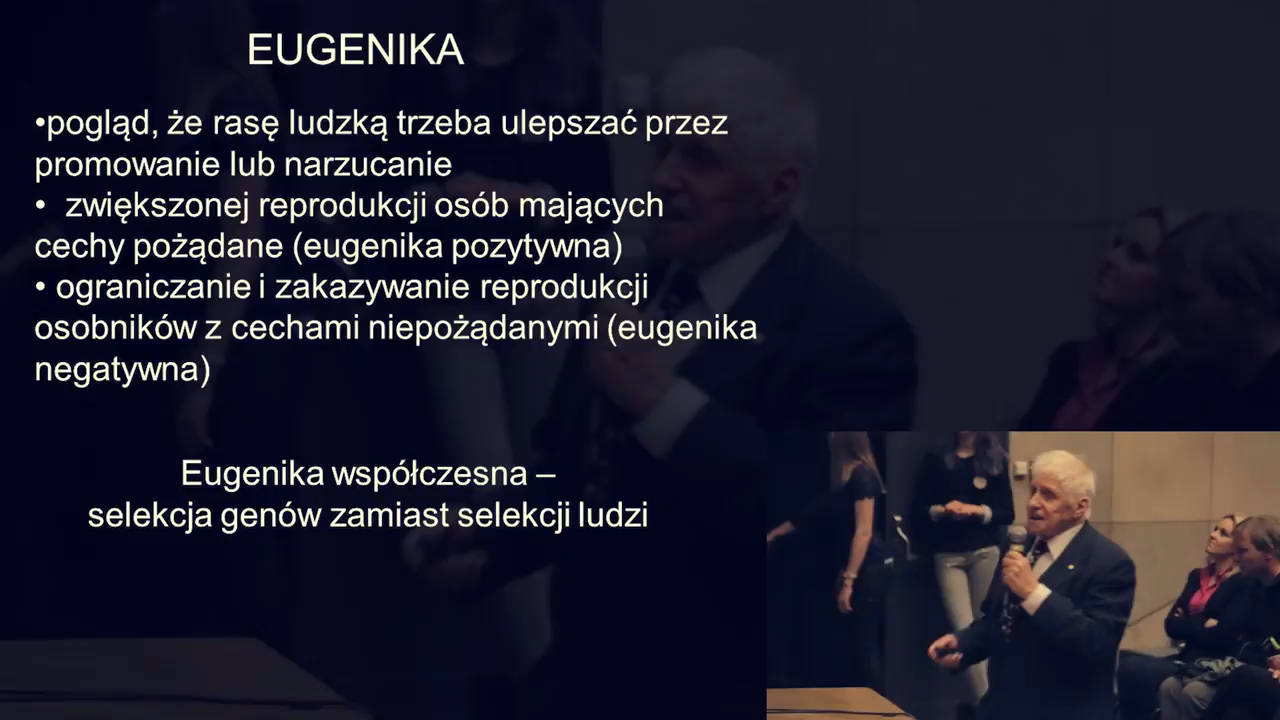 EUGENIKA
•pogląd, że rasę ludzką trzeba ulepszać przez
promowanie lub narzucanie
• zwiększonej reprodukcji osób mających
cechy pożądane (eugenika pozytywna)
• ograniczanie i zakazywanie reprodukcji
osobników z cechami niepożądanymi (eugenika
negatywna)
Eugenika współczesna –
selekcja genów zamiast selekcji ludzi